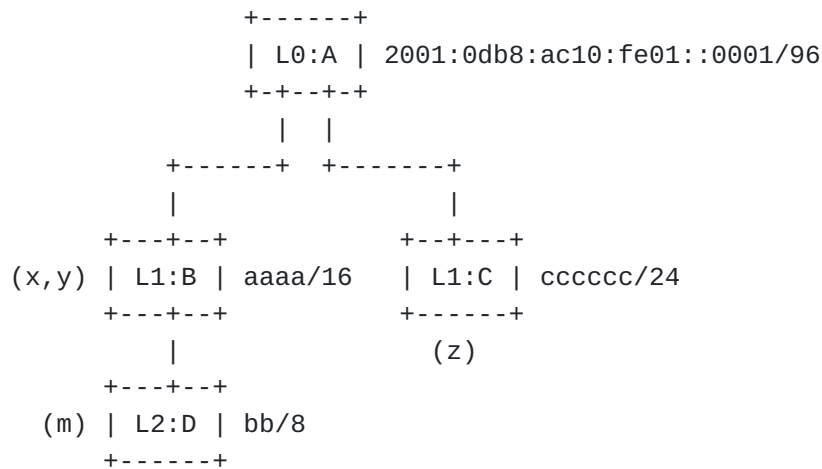 L0:A 2001:0db8:ac10:fe01::0001/96
(x,y) L1:B aaaa/16 L1:C cccccc/24
(z)
(m) L2:D bb/8